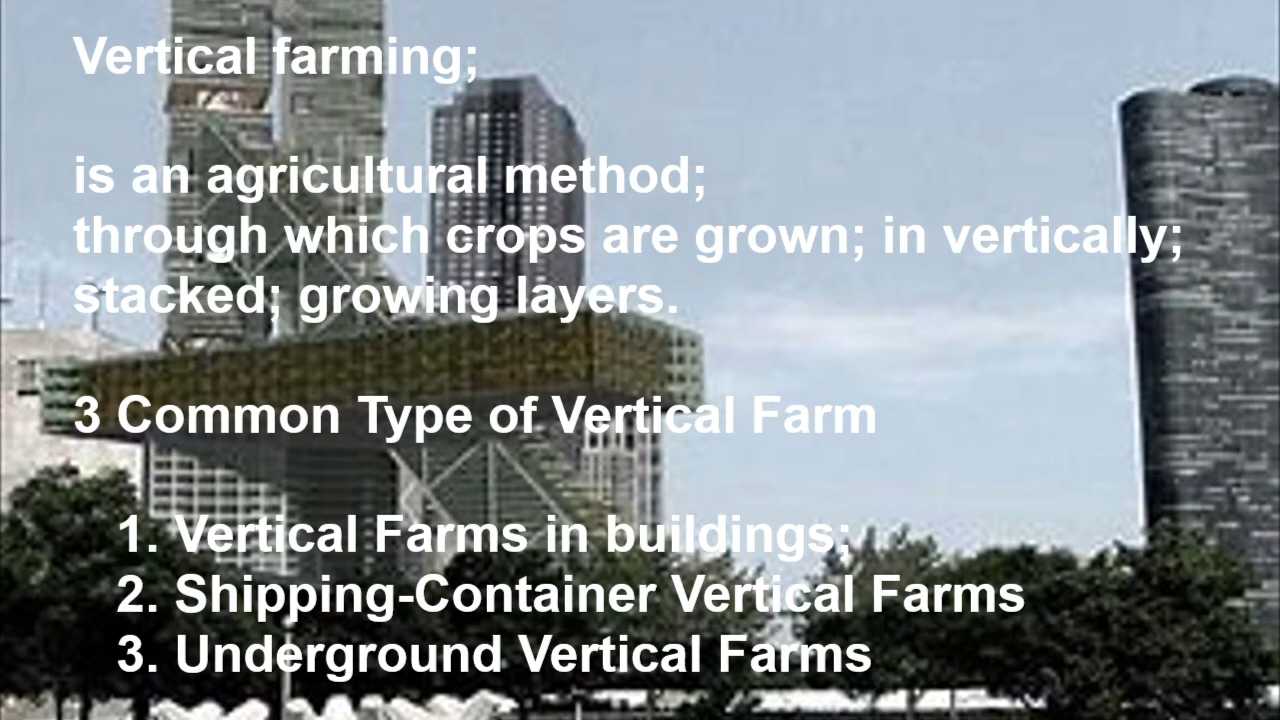 Vertical farming;
is an agricultural method;
through which crops are grown; in vertically;
stacked; growing layers.
3 Common Type of Vertical Farm
1. Vertical Farms in buildings;
2. Shipping-Container Vertical Farms
3. Underground Vertical Farms